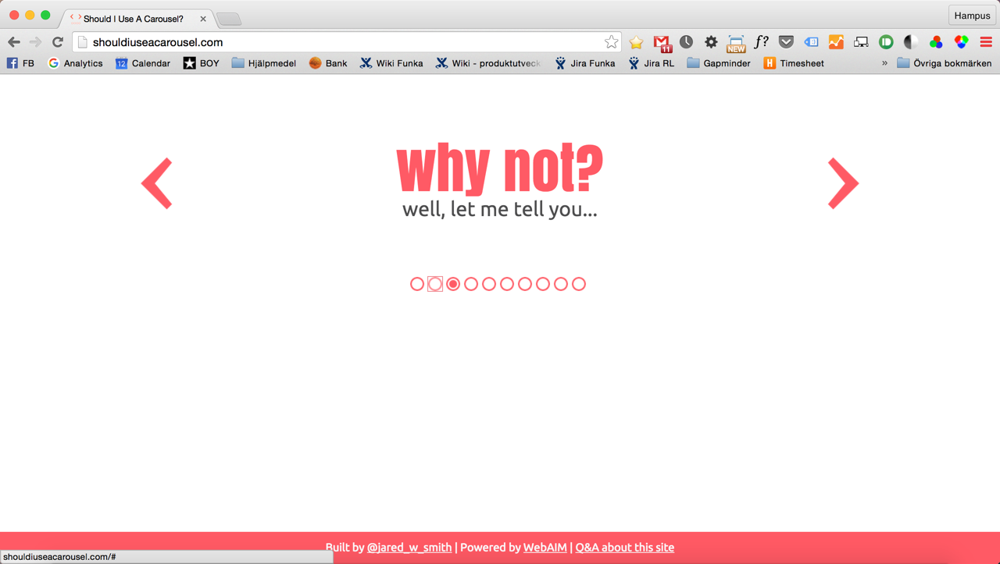 Should I Use A Carousel?
Hampus
shouldiuseacarousel.com
11
f?
NEW
FB Analytics 12 Calendar BOY Hjälpmedel Bank Wiki Funka Wiki - produktutveck Jira Funka Jira RL Gapminder H Timesheet » Övriga bokmärken
why not?
well, let me tell you...
Built by @jared_w_smith | Powered by WebAIM | Q&A about this site
shouldiuseacarousel.com/#